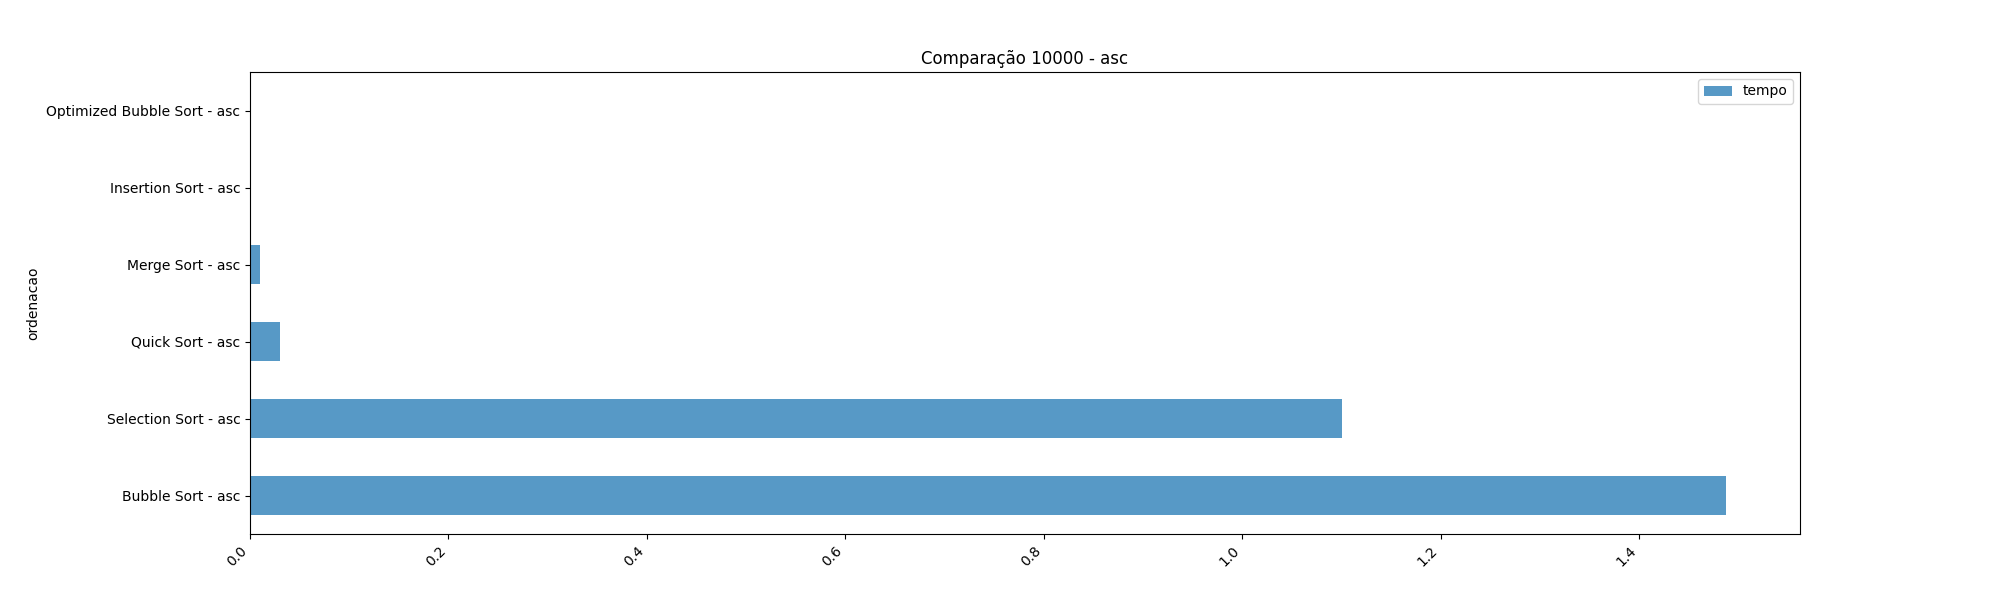 Comparação 10000 - asc
tempo
Optimized Bubble Sort - asc
Insertion Sort - asc
Merge Sort - asc
Quick Sort - asc
Selection Sort - asc
Bubble Sort - asc
ordenacao
0.0
0.2
0.4
0.6
0.8
1.0
1.2
1.4